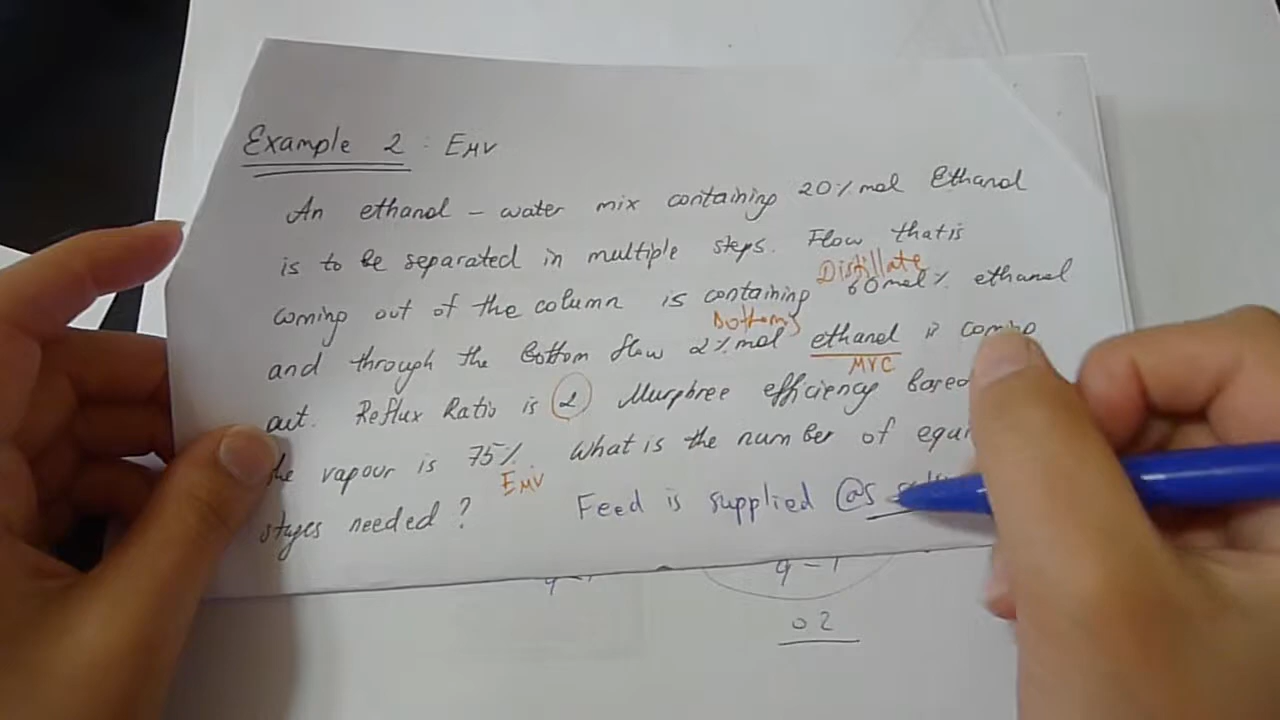 Example 2 : EMV
An ethanol - water mix containing 20% mol Ethanol
is to be separated in multiple steps. Flow that is
Distillate
coming out of the column is containing 60 mol% ethanol
Bottoms
and through the bottom flow 2% mol ethanol is coming
MVC
out. Reflux Ratio is 2 Murphree efficiency based
the vapour is 75%. What is the number of
EMV
stages needed? Feed is supplied @s
q - 1
0 2